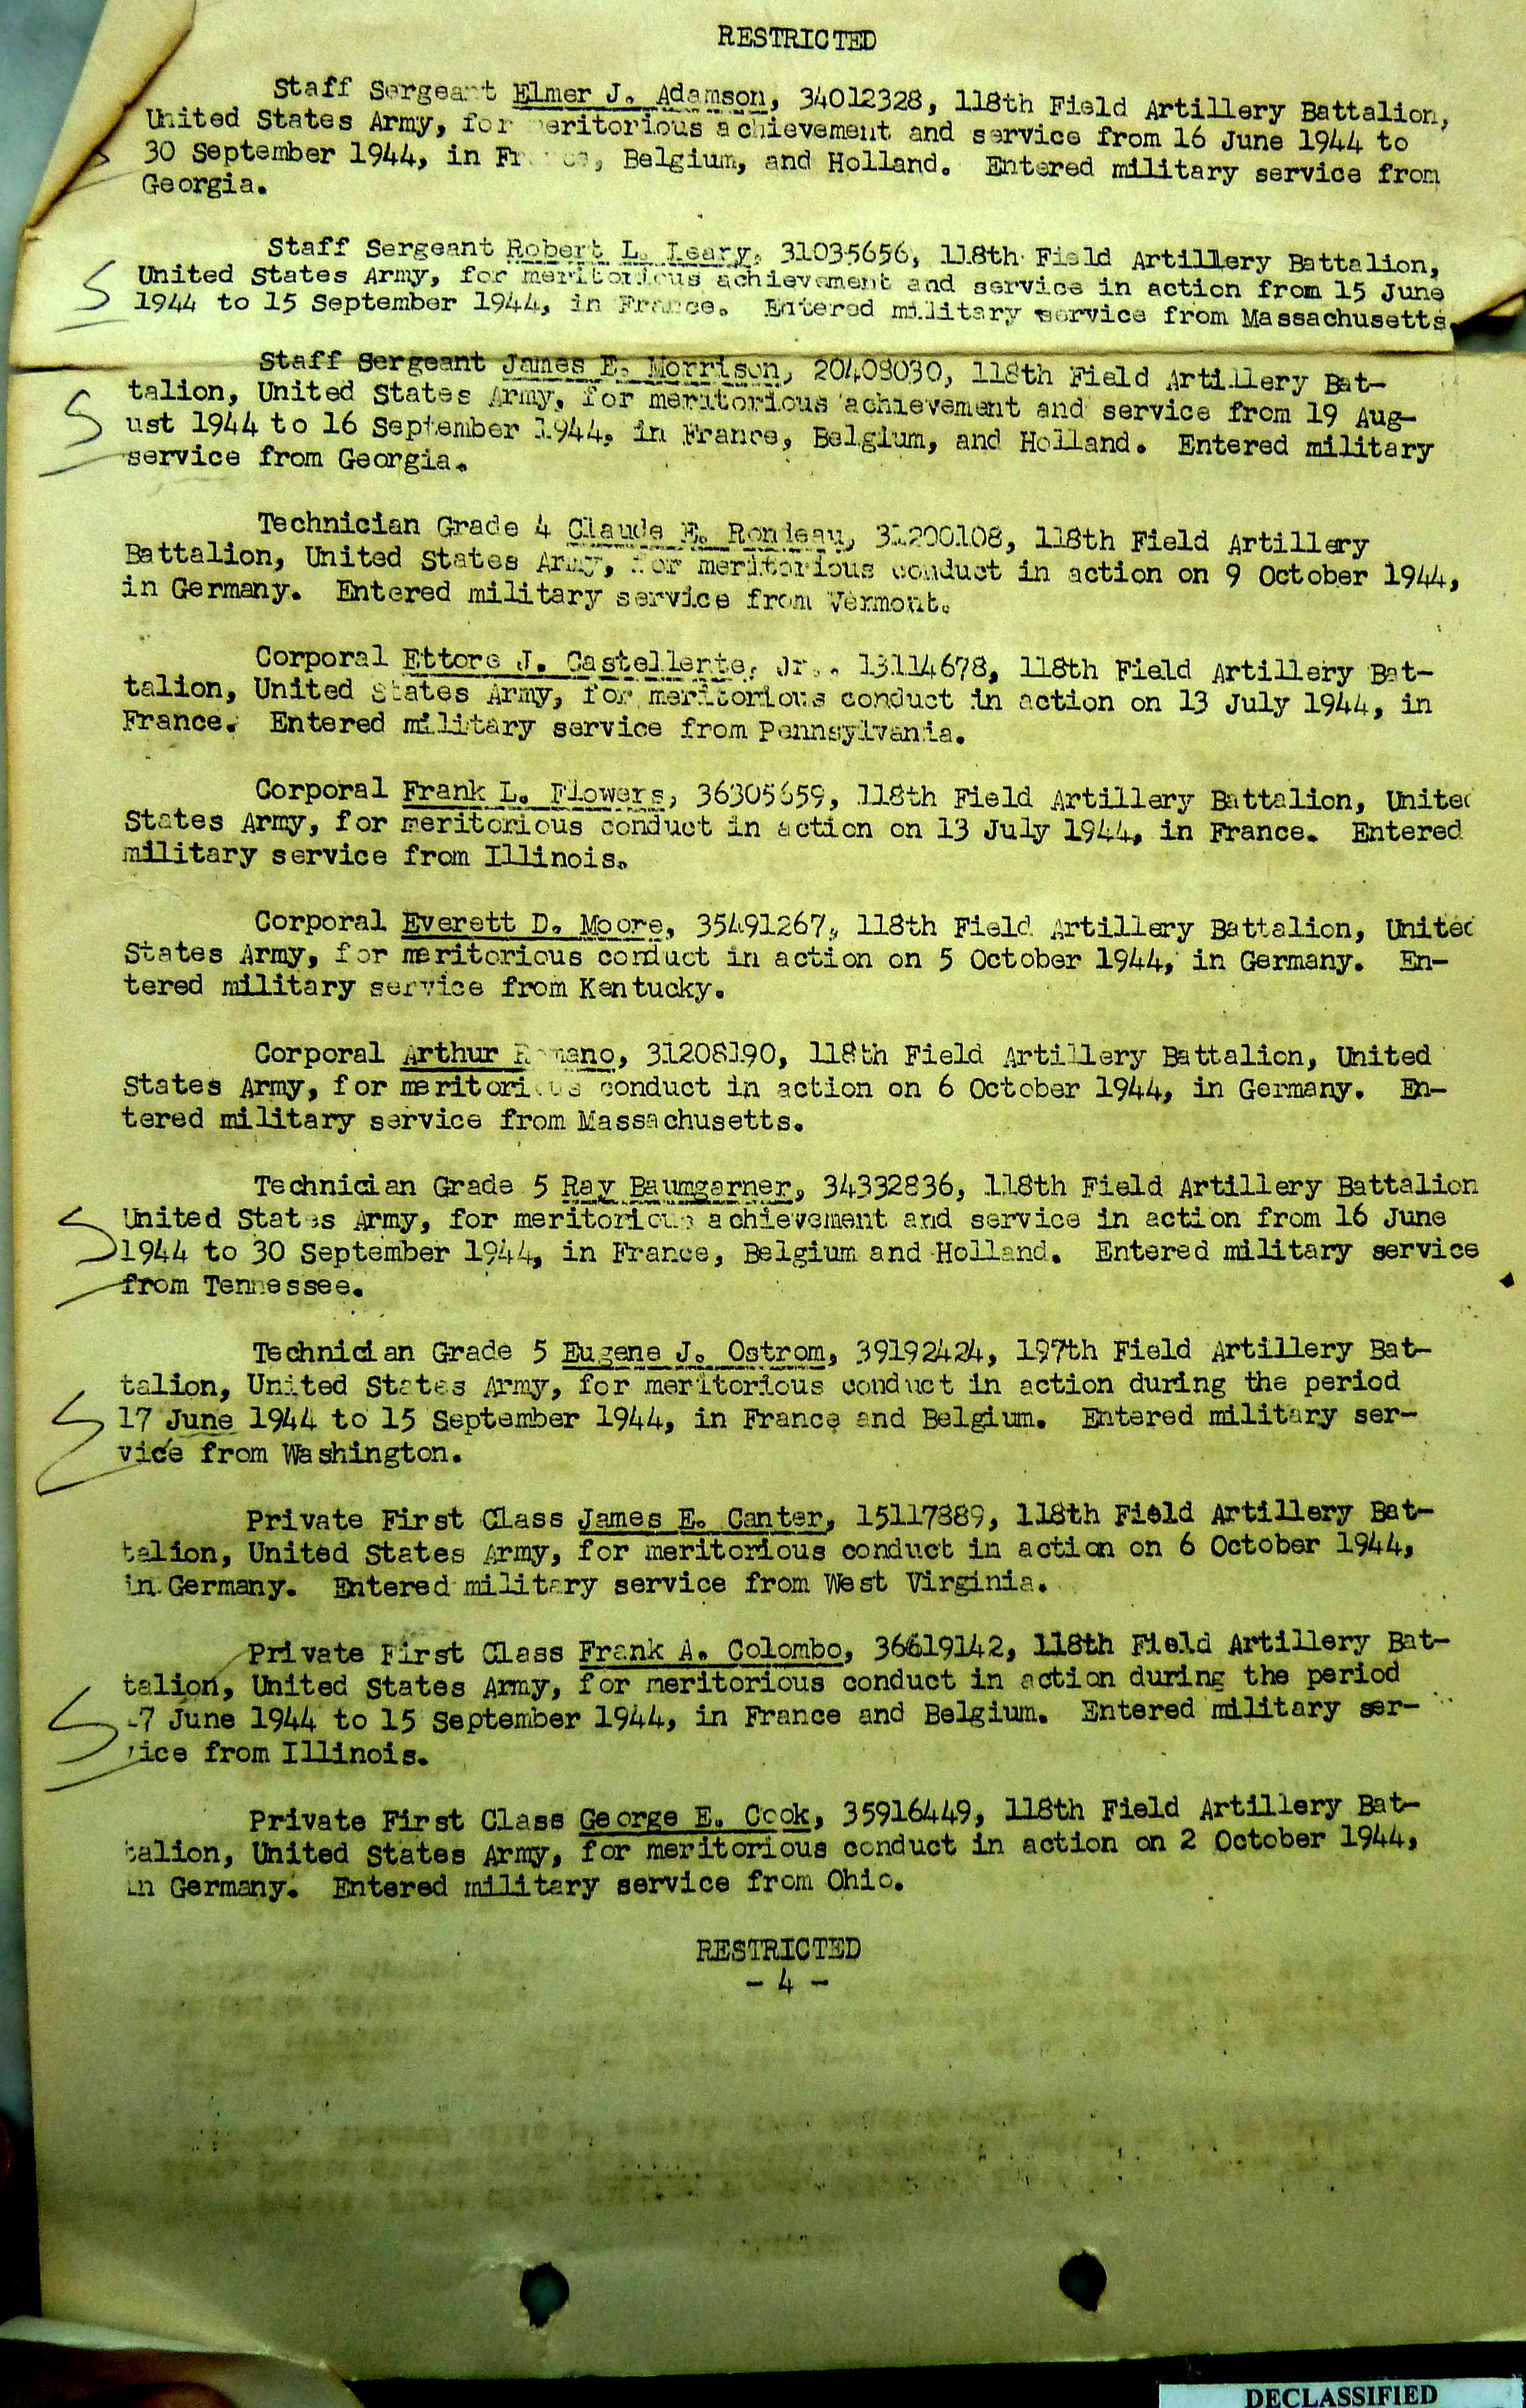 RESTRICTED
Staff Sergeant Elmer J. Adamson, 34012328, 118th Field Artillery Battalion,
United States Army, for meritorious achievement and service from 16 June 1944 to
30 September 1944, in France, Belgium, and Holland. Entered military service from
Georgia.
Staff Sergeant Robert L. Leary, 31035656, 118th Field Artillery Battalion,
United States Army, for meritorious achievement and service in action from 15 June
1944 to 15 September 1944, in France. Entered military service from Massachusetts.
Staff Sergeant James E. Morrison, 20408030, 118th Field Artillery Bat-
talion, United States Army, for meritorious achievement and service from 19 Aug-
ust 1944 to 16 September 1944, in France, Belgium, and Holland. Entered military
service from Georgia.
Technician Grade 4 Claude E. Rondeau, 31200108, 118th Field Artillery
Battalion, United States Army, for meritorious conduct in action on 9 October 1944,
in Germany. Entered military service from Vermont.
Corporal Ettore J. Castellente, Jr., 13114678, 118th Field Artillery Bat-
talion, United States Army, for meritorious conduct in action on 13 July 1944, in
France. Entered military service from Pennsylvania.
Corporal Frank L. Flowers, 36305659, 118th Field Artillery Battalion, United
States Army, for meritorious conduct in action on 13 July 1944, in France. Entered
military service from Illinois.
Corporal Everett D. Moore, 35491267, 118th Field Artillery Battalion, United
States Army, for meritorious conduct in action on 5 October 1944, in Germany. En-
tered military service from Kentucky.
Corporal Arthur Romano, 31208190, 118th Field Artillery Battalion, United
States Army, for meritorious conduct in action on 6 October 1944, in Germany. En-
tered military service from Massachusetts.
Technician Grade 5 Ray Baumgarner, 34332836, 118th Field Artillery Battalion
United States Army, for meritorious achievement and service in action from 16 June
1944 to 30 September 1944, in France, Belgium and Holland. Entered military service
from Tennessee.
Technician Grade 5 Eugene J. Ostrom, 39192424, 197th Field Artillery Bat-
talion, United States Army, for meritorious conduct in action during the period
17 June 1944 to 15 September 1944, in France and Belgium. Entered military ser-
vice from Washington.
Private First Class James E. Canter, 15117889, 118th Field Artillery Bat-
talion, United States Army, for meritorious conduct in action on 6 October 1944,
in Germany. Entered military service from West Virginia.
Private First Class Frank A. Colombo, 36619142, 118th Field Artillery Bat-
talion, United States Army, for meritorious conduct in action during the period
17 June 1944 to 15 September 1944, in France and Belgium. Entered military ser-
vice from Illinois.
Private First Class George E. Cook, 35916449, 118th Field Artillery Bat-
talion, United States Army, for meritorious conduct in action on 2 October 1944,
in Germany. Entered military service from Ohio.
RESTRICTED
- 4 -
DECLASSIFIED